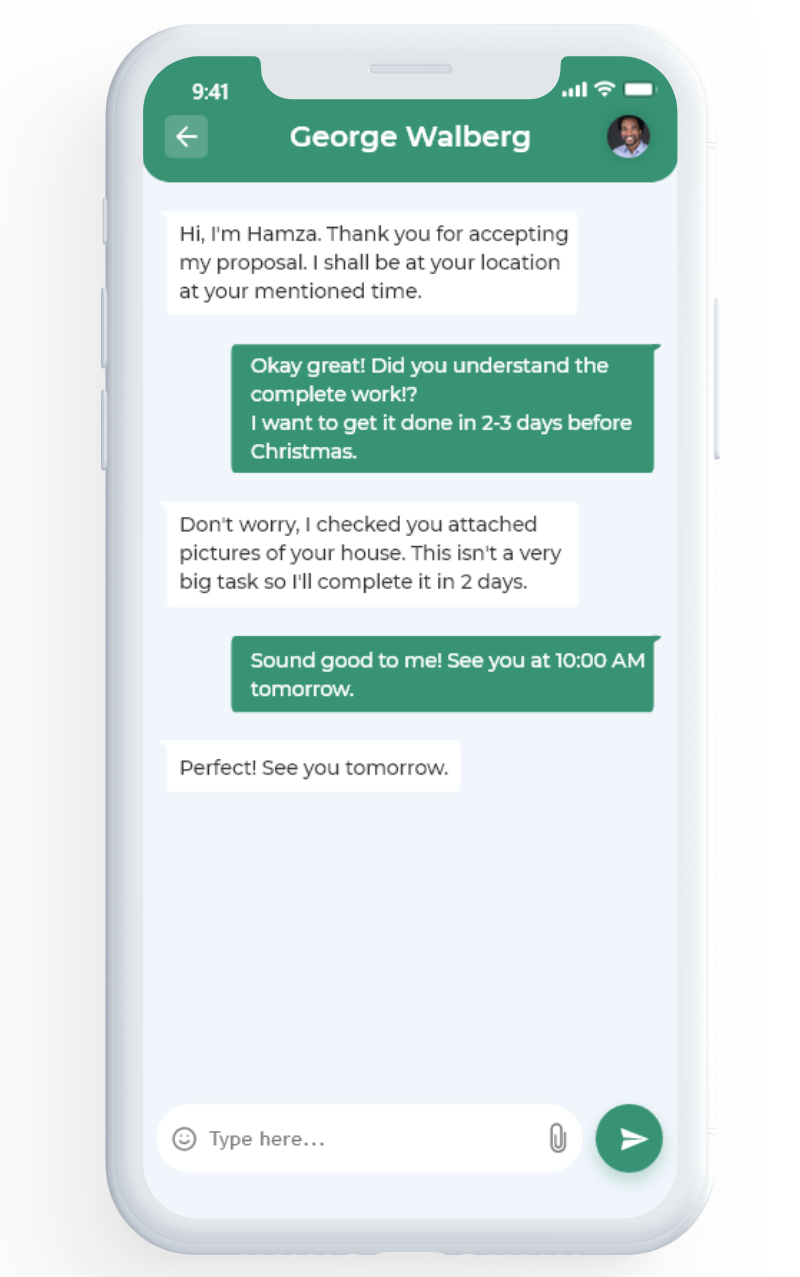 9:41
George Walberg
Hi, I'm Hamza. Thank you for accepting
my proposal. I shall be at your location
at your mentioned time.
Okay great! Did you understand the
complete work!?
I want to get it done in 2-3 days before
Christmas.
Don't worry, I checked you attached
pictures of your house. This isn't a very
big task so I'll complete it in 2 days.
Sound good to me! See you at 10:00 AM
tomorrow.
Perfect! See you tomorrow.
Type here...